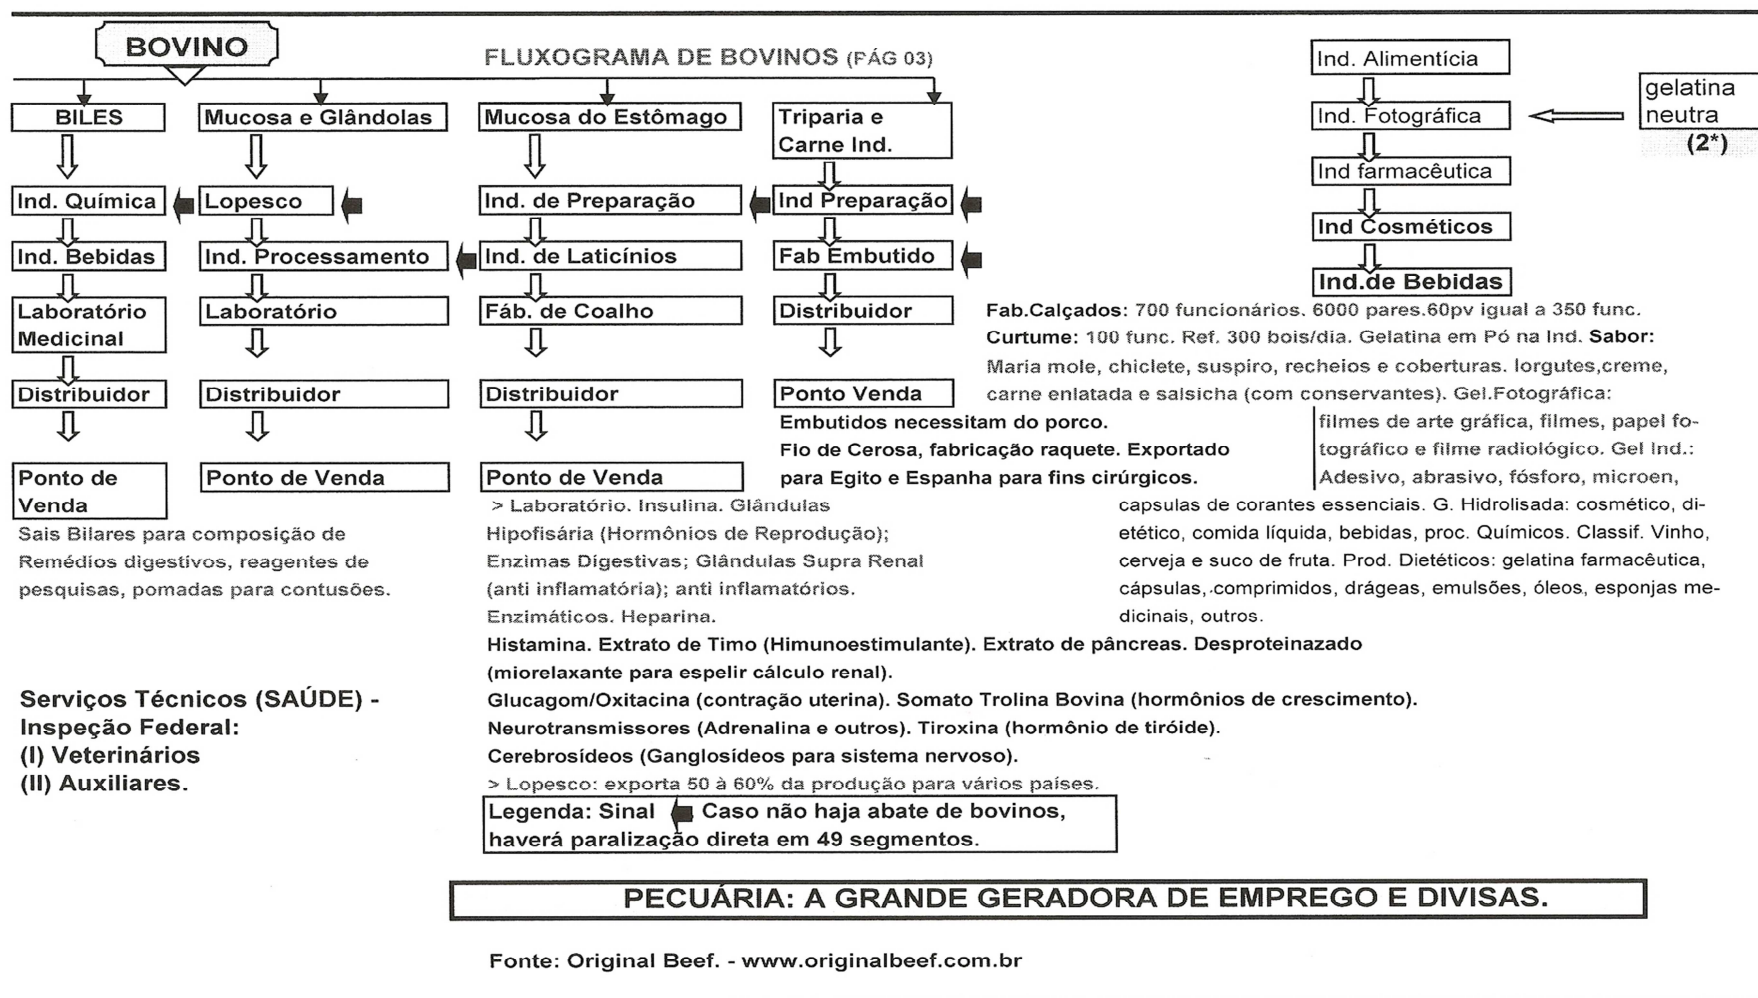 BOVINO
FLUXOGRAMA DE BOVINOS (PÁG 03)
BILES
Ind. Química
Ind. Bebidas
Laboratório
Medicinal
Distribuidor
Ponto de
Venda
Sais Bilares para composição de
Remédios digestivos, reagentes de
pesquisas, pomadas para contusões.
Mucosa e Glândolas
Lopesco
Ind. Processamento
Laboratório
Distribuidor
Ponto de Venda
Mucosa do Estômago
Ind. de Preparação
Ind. de Laticínios
Fáb. de Coalho
Distribuidor
Ponto de Venda
Triparia e
Carne Ind.
Ind Preparação
Fab Embutido
Distribuidor
Ponto Venda
Embutidos necessitam do porco.
Flo de Cerosa, fabricação raquete. Exportado
para Egito e Espanha para fins cirúrgicos.
Ind. Alimentícia
Ind. Fotográfica
Ind farmacêutica
Ind Cosméticos
Ind.de Bebidas
gelatina
neutra
(2*)
Fab.Calçados: 700 funcionários. 6000 pares.60pv igual a 350 func.
Curtume: 100 func. Ref. 300 bois/dia. Gelatina em Pó na Ind. Sabor:
Maria mole, chiclete, suspiro, recheios e coberturas. Iorgutes,creme,
carne enlatada e salsicha (com conservantes). Gel.Fotográfica:
filmes de arte gráfica, filmes, papel fo-
tográfico e filme radiológico. Gel Ind.:
Adesivo, abrasivo, fósforo, microen,
capsulas de corantes essenciais. G. Hidrolisada: cosmético, di-
etético, comida líquida, bebidas, proc. Químicos. Classif. Vinho,
cerveja e suco de fruta. Prod. Dietéticos: gelatina farmacêutica,
cápsulas, comprimidos, drágeas, emulsões, óleos, esponjas me-
dicinais, outros.
> Laboratório. Insulina. Glândulas
Hipofisária (Hormônios de Reprodução);
Enzimas Digestivas; Glândulas Supra Renal
(anti inflamatória); anti inflamatórios.
Enzimáticos. Heparina.
Histamina. Extrato de Timo (Himunoestimulante). Extrato de pâncreas. Desproteinazado
(miorelaxante para espelir cálculo renal).
Glucagom/Oxitacina (contração uterina). Somato Trolina Bovina (hormônios de crescimento).
Neurotransmissores (Adrenalina e outros). Tiroxina (hormônio de tiróide).
Cerebrosídeos (Ganglosídeos para sistema nervoso).
> Lopesco: exporta 50 à 60% da produção para vários países.
Serviços Técnicos (SAÚDE) -
Inspeção Federal:
(I) Veterinários
(II) Auxiliares.
Legenda: Sinal Caso não haja abate de bovinos,
haverá paralização direta em 49 segmentos.
PECUÁRIA: A GRANDE GERADORA DE EMPREGO E DIVISAS.
Fonte: Original Beef. - www.originalbeef.com.br